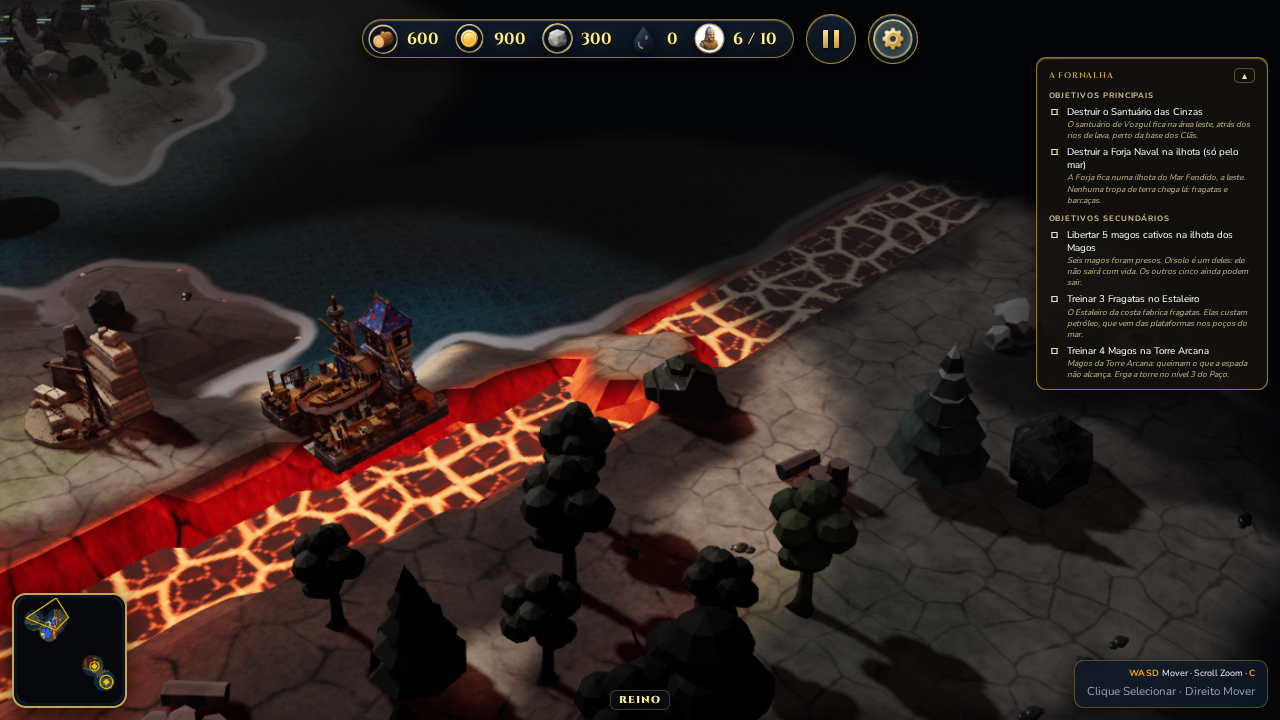 600 900 300 0 6 / 10
A FORNALHA
OBJETIVOS PRINCIPAIS
Destruir o Santuário das Cinzas
O santuário de Vozgul fica na área leste, atrás dos
rios de lava, perto da base dos Clãs.
Destruir a Forja Naval na ilhota (só pelo
mar)
A Forja fica numa ilhota do Mar Fendido, a leste.
Nenhuma tropa de terra chega lá: fragatas e
barcaças.
OBJETIVOS SECUNDÁRIOS
Libertar 5 magos cativos na ilhota dos
Magos
Seis magos foram presos. Orsolo é um deles: ele
não sairá com vida. Os outros cinco ainda podem
sair.
Treinar 3 Fragatas no Estaleiro
O Estaleiro da costa fabrica fragatas. Elas custam
petróleo, que vem das plataformas nos poços do
mar.
Treinar 4 Magos na Torre Arcana
Magos da Torre Arcana: queimam o que a espada
não alcança. Erga a torre no nível 3 do Paço.
WASD Mover · Scroll Zoom · C
Clique Selecionar · Direito Mover
REINO